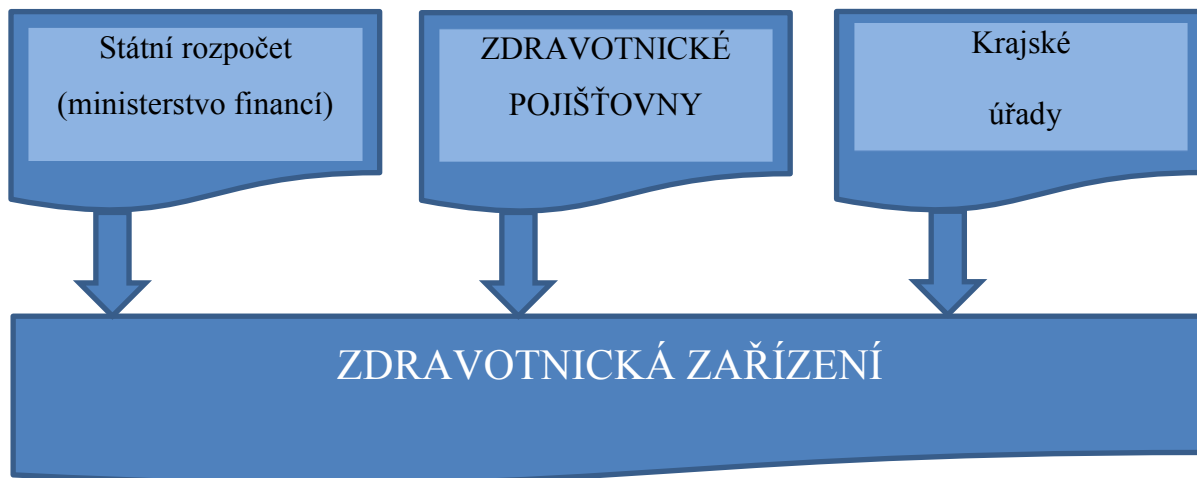 Státní rozpočet
(ministerstvo financí)
ZDRAVOTNICKÉ
POJIŠŤOVNY
Krajské
úřady
ZDRAVOTNICKÁ ZAŘÍZENÍ